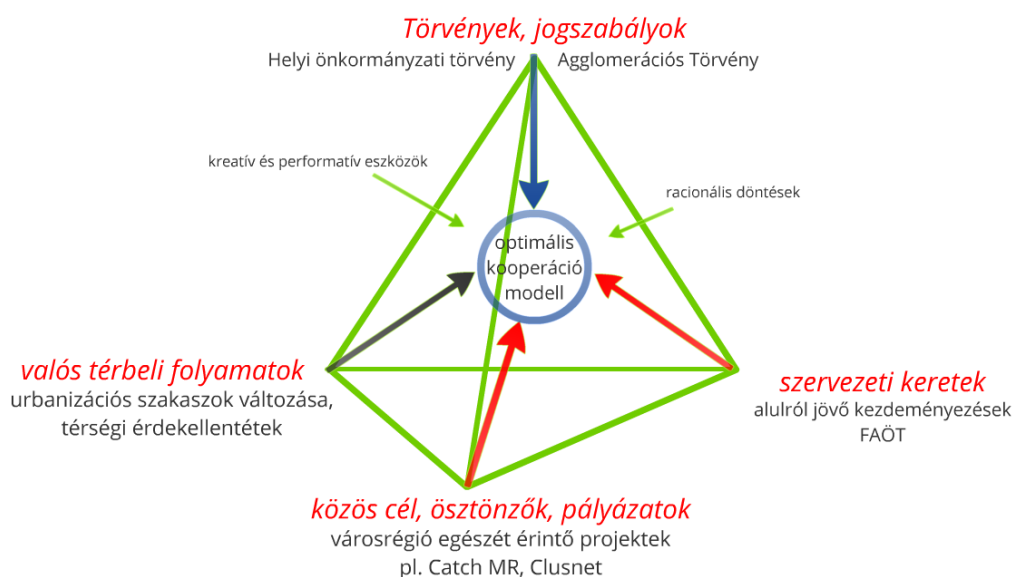 Törvények, jogszabályok
Helyi önkormányzati törvény
Agglomerációs Törvény
kreatív és performatív eszközök
racionális döntések
optimális
kooperáció
modell
valós térbeli folyamatok
urbanizációs szakaszok változása,
térségi érdekellentétek
szervezeti keretek
alulról jövő kezdeményezések
FAÖT
közös cél, ösztönzők, pályázatok
városrégió egészét érintő projektek
pl. Catch MR, Clusnet